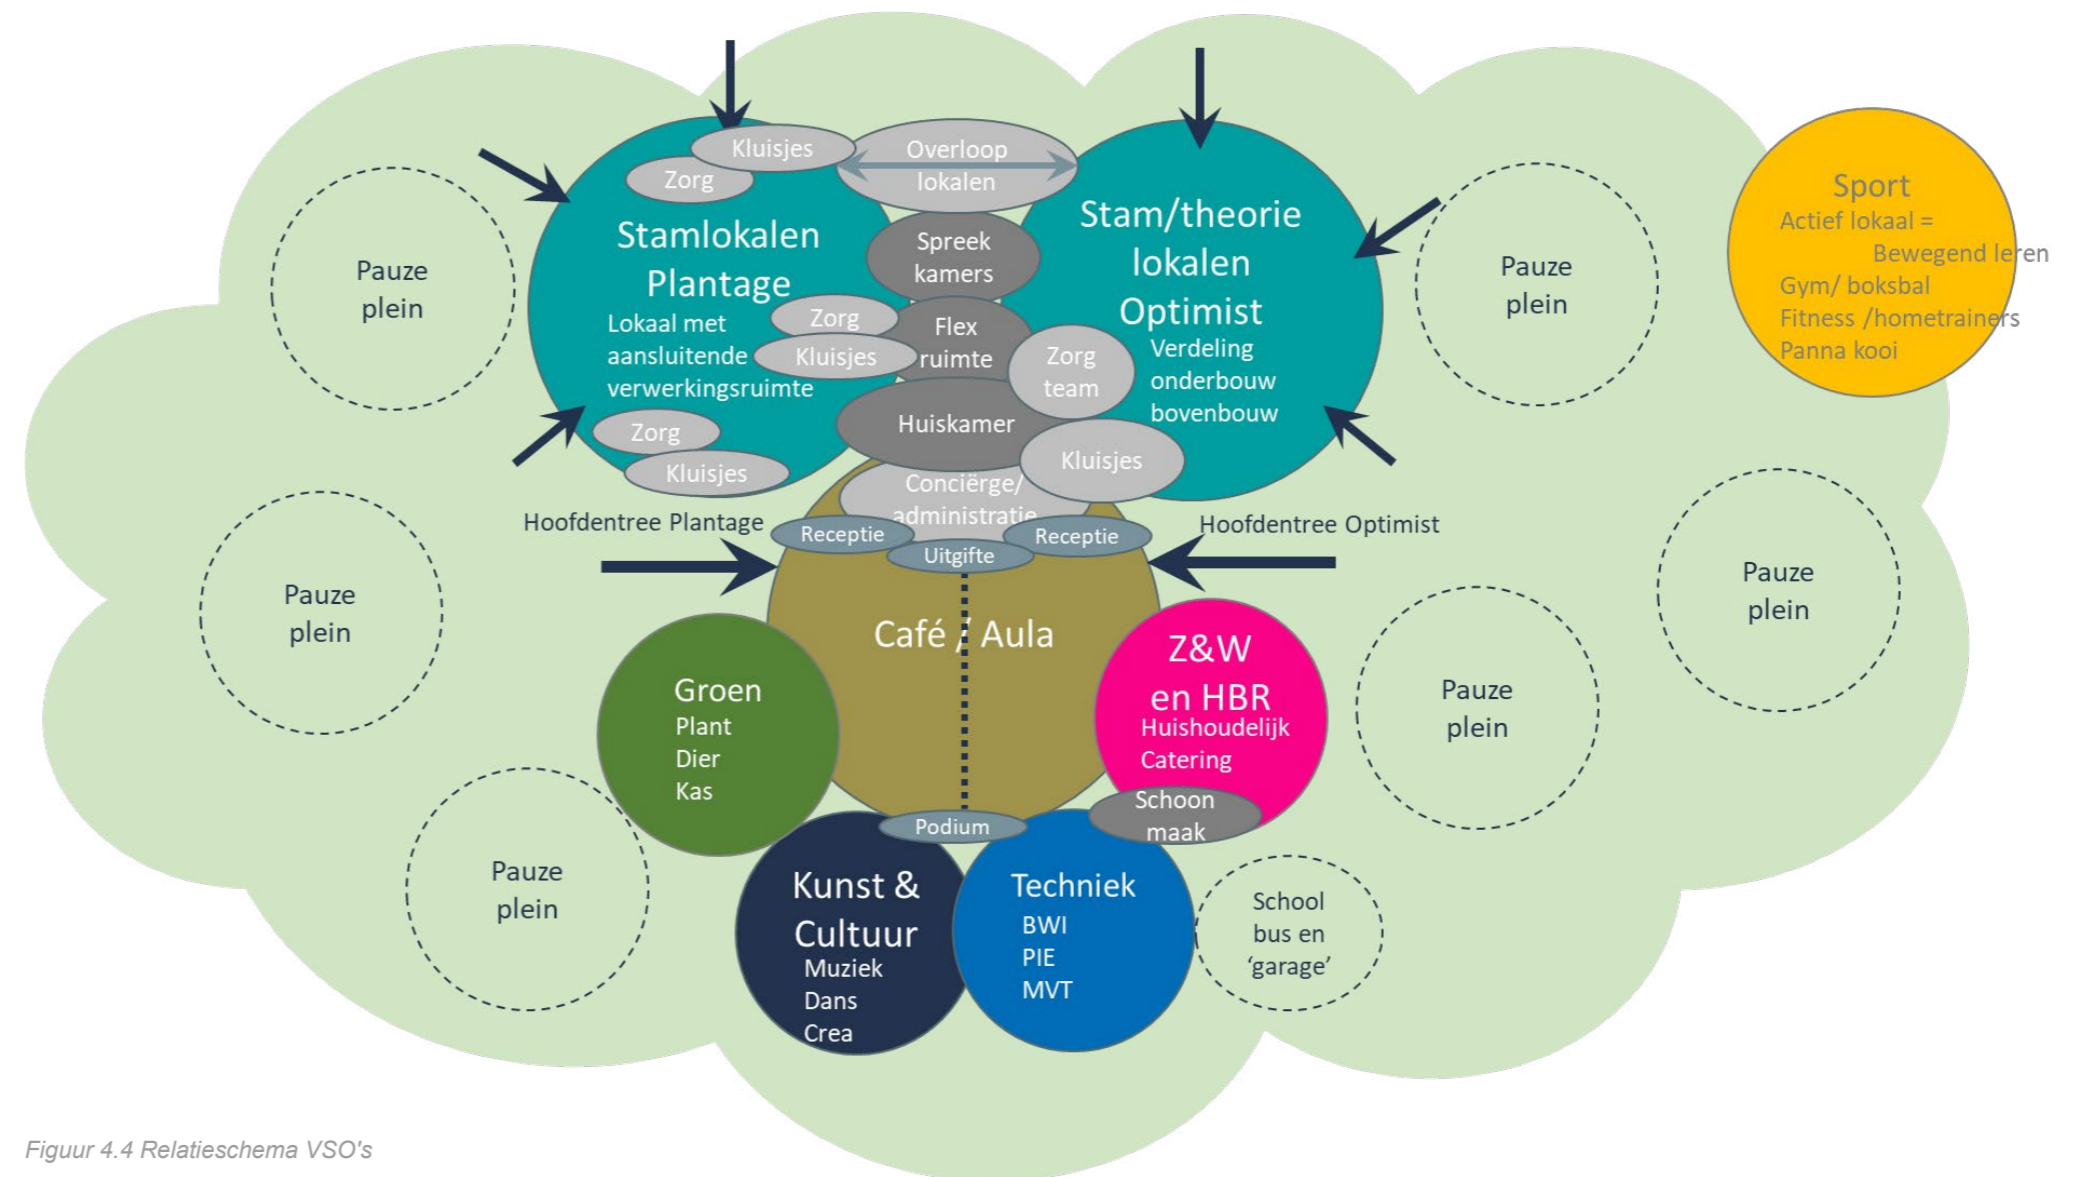 Kluisjes
Zorg
Overloop
lokalen
Stamlokalen
Plantage
Lokaal met
aansluitende
verwerkingsruimte
Zorg
Kluisjes
Zorg
Kluisjes
Spreek
kamers
Flex
ruimte
Huiskamer
Zorg
team
Kluisjes
Stam/theorie
lokalen
Optimist
Verdeling
onderbouw
bovenbouw
Sport
Actief lokaal =
Bewegend leren
Gym/ boksbal
Fitness /hometrainers
Panna kooi
Pauze
plein
Pauze
plein
Conciërge/
administratie
Hoofdentree Plantage
Receptie
Uitgifte
Receptie
Hoofdentree Optimist
Pauze
plein
Pauze
plein
Café / Aula
Groen
Plant
Dier
Kas
Z&W
en HBR
Huishoudelijk
Catering
Schoon
maak
Pauze
plein
Podium
Pauze
plein
Kunst &
Cultuur
Muziek
Dans
Crea
Techniek
BWI
PIE
MVT
School
bus en
‘garage’
Figuur 4.4 Relatieschema VSO's